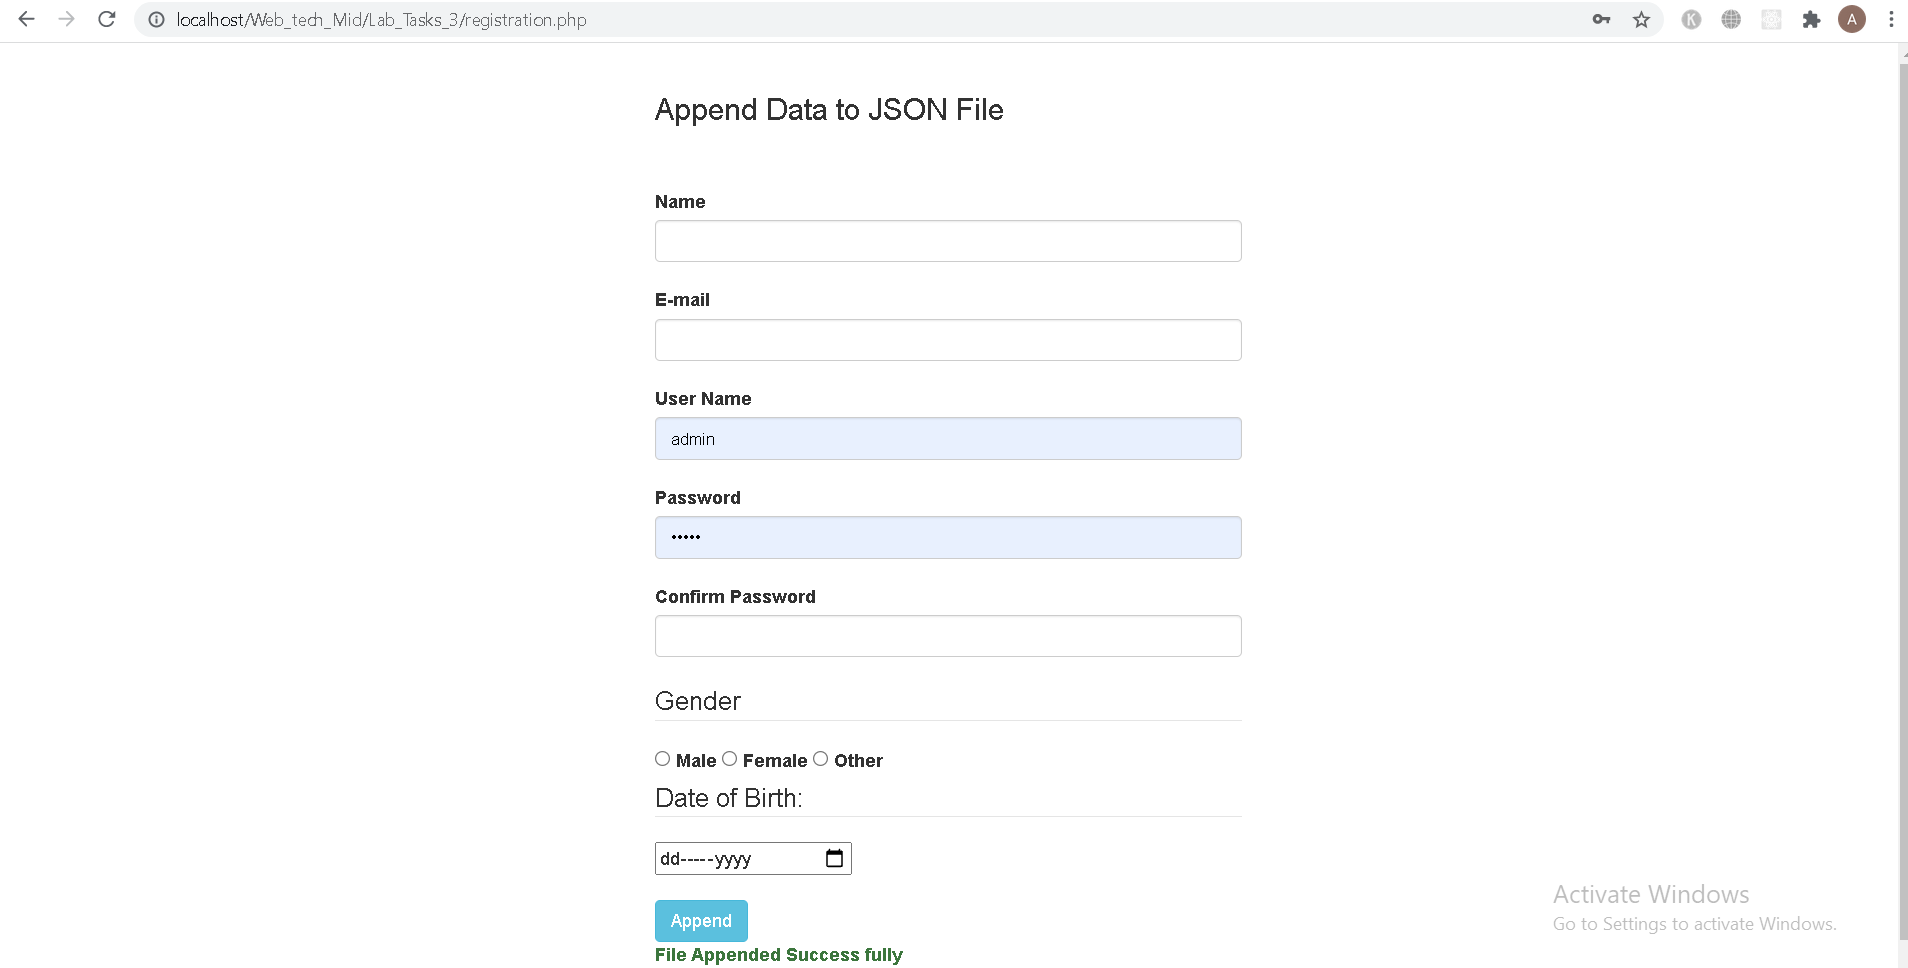 localhost/Web_tech_Mid/Lab_Tasks_3/registration.php
K
A
Append Data to JSON File
Name
E-mail
User Name
admin
Password
•••••
Confirm Password
Gender
Male Female Other
Date of Birth:
dd-----yyyy
Append
File Appended Success fully
Activate Windows
Go to Settings to activate Windows.